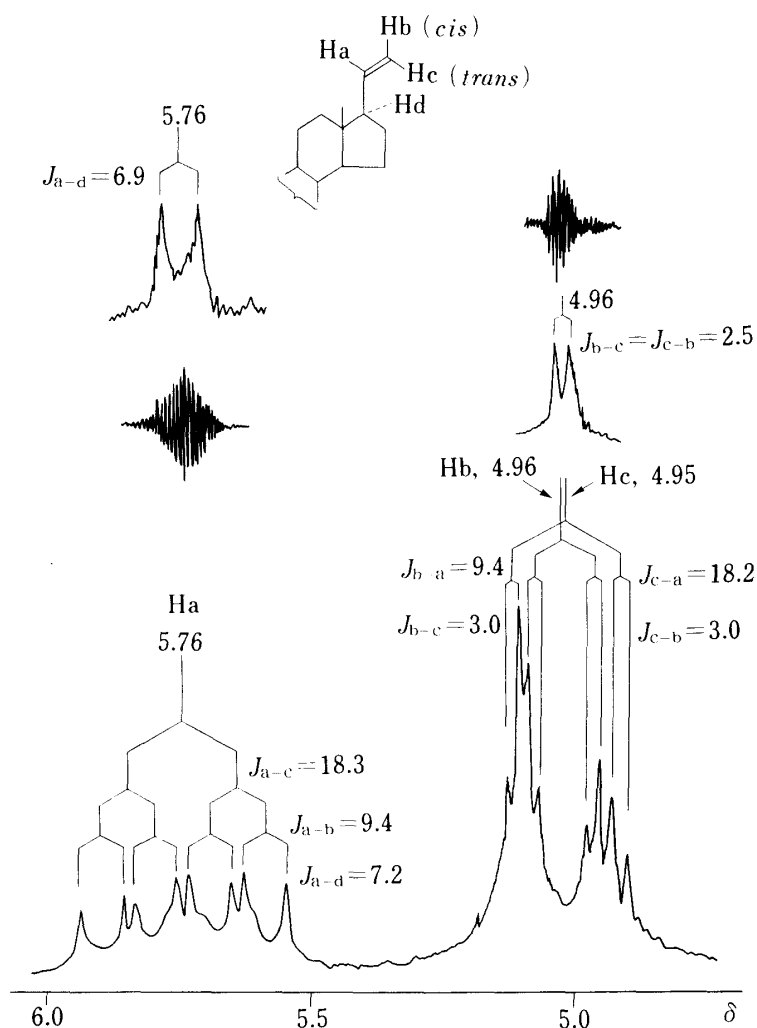 Hb (cis)
Ha
Hc (trans)
Hd
5.76
Ja-d=6.9
4.96
Jb-c=Jc-b=2.5
Hb, 4.96
Hc, 4.95
Jb-a=9.4
Jc-a=18.2
Jb-c=3.0
Jc-b=3.0
Ha
5.76
Ja-c=18.3
Ja-b=9.4
Ja-d=7.2
6.0 5.5 5.0 δ